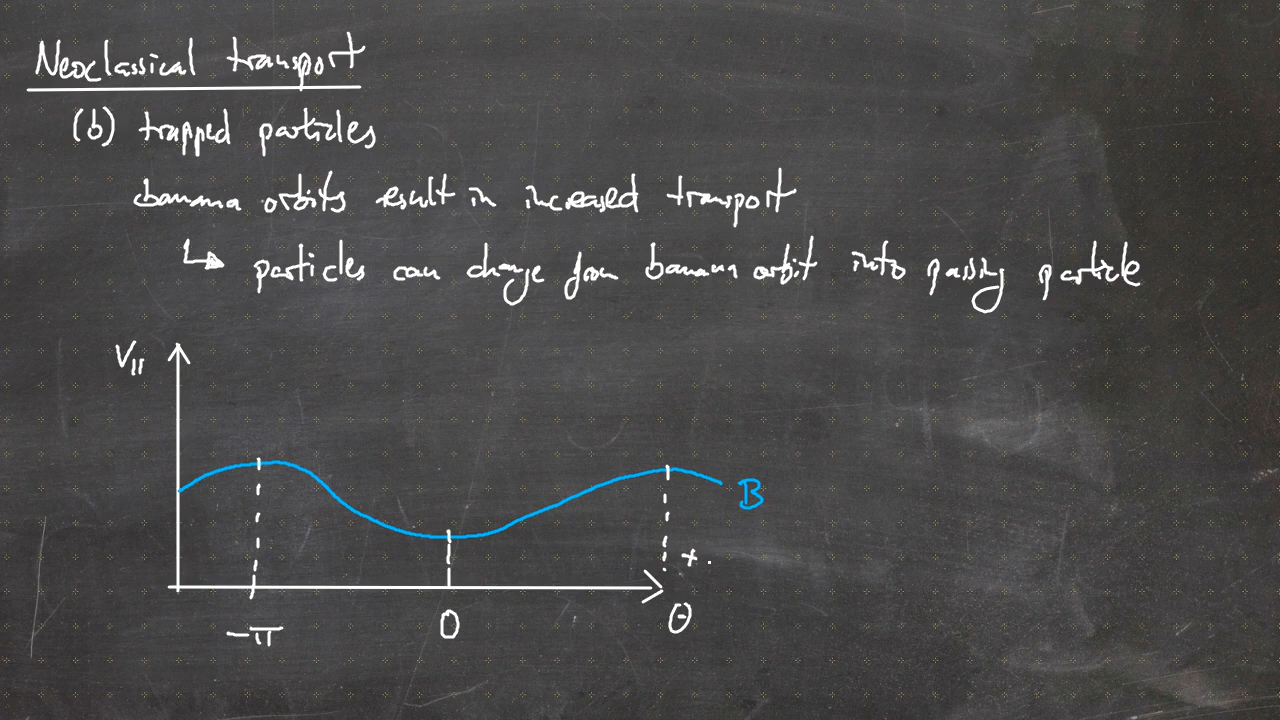 Neoclassical transport
(b) trapped particles
banana orbits result in increased transport
↳ particles can change from banana orbit into passing particle
V||
B
+.
-π 0 θ